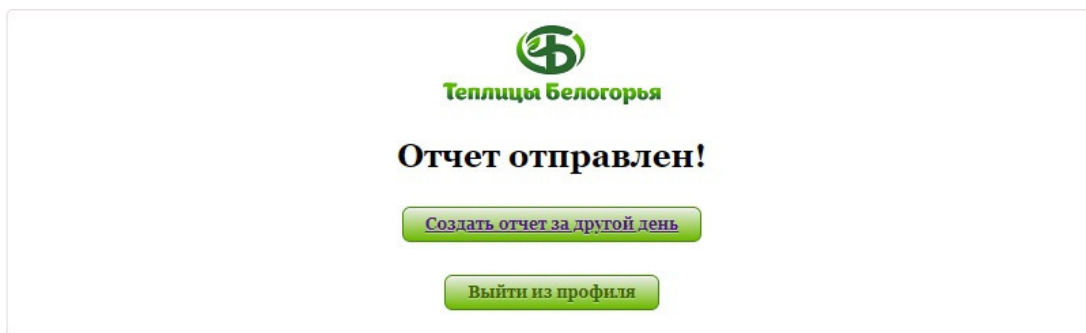 Теплицы Белогорья
Отчет отправлен!
Создать отчет за другой день
Выйти из профиля